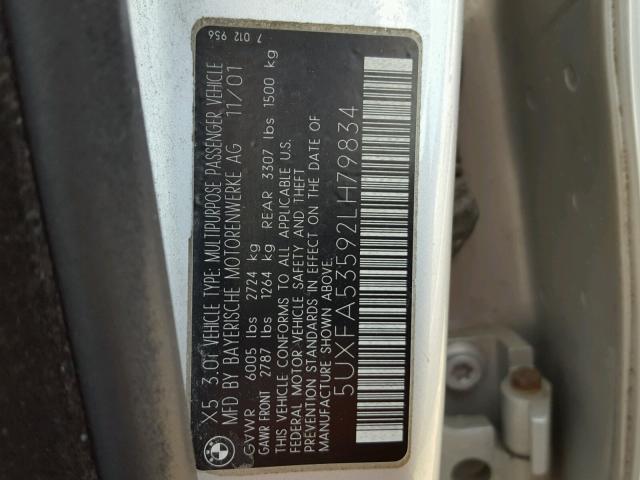 7 012 956
X5 3.0I VEHICLE TYPE: MULTIPURPOSE PASSENGER VEHICLE
MFD BY BAYERISCHE MOTORENWERKE AG 11/01
GVWR 6005 lbs 2724 kg
GAWR FRONT 2787 lbs 1264 kg REAR 3307 lbs 1500 kg
THIS VEHICLE CONFORMS TO ALL APPLICABLE U.S.
FEDERAL MOTOR VEHICLE SAFETY AND THEFT
PREVENTION STANDARDS IN EFFECT ON THE DATE OF
MANUFACTURE SHOWN ABOVE.
5UXFA53592LH79834